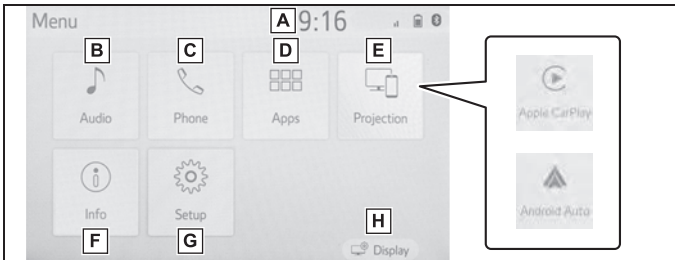 Menu A 9:16
B C D E
Audio Phone Apps Projection
Apple CarPlay
Android Auto
Info Setup
F G H
Display